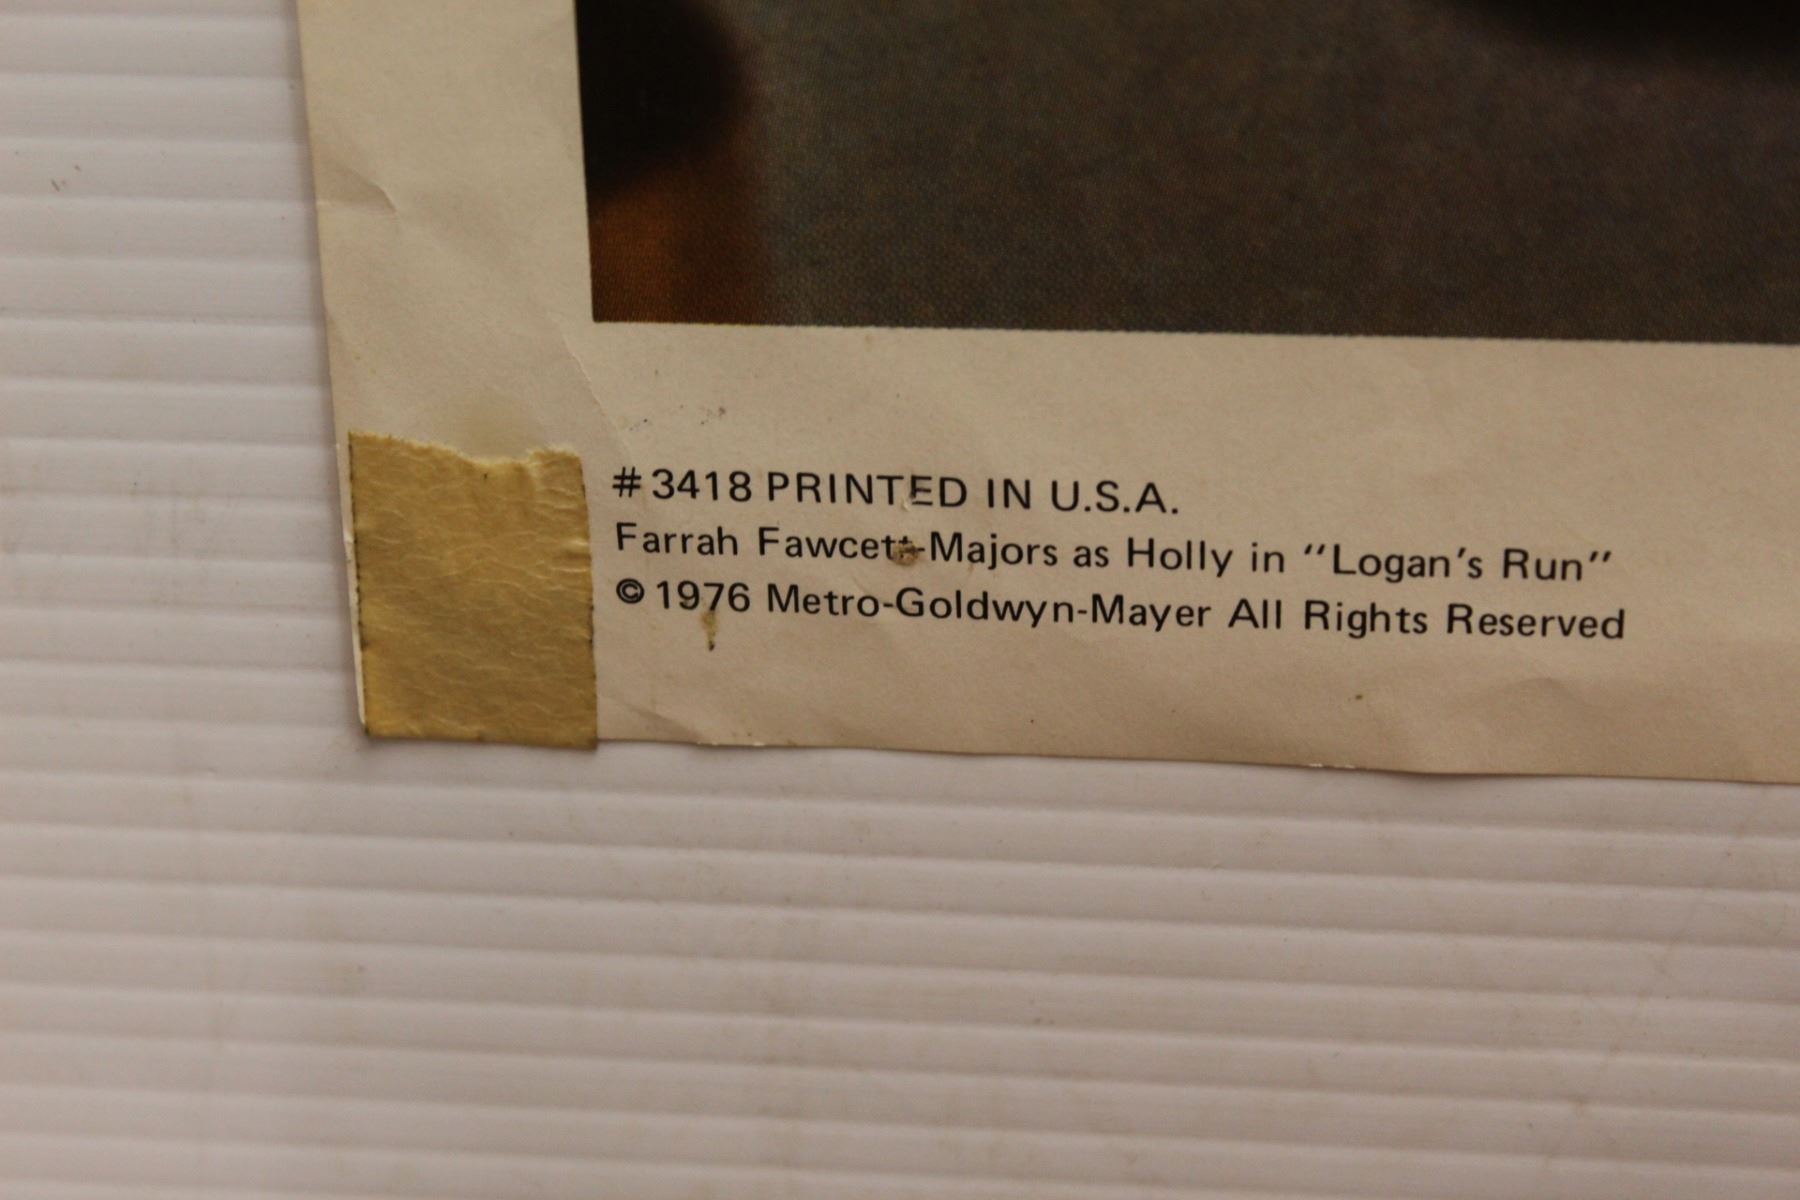 # 3418 PRINTED IN U.S.A.
Farrah Fawcett-Majors as Holly in "Logan's Run"
© 1976 Metro-Goldwyn-Mayer All Rights Reserved